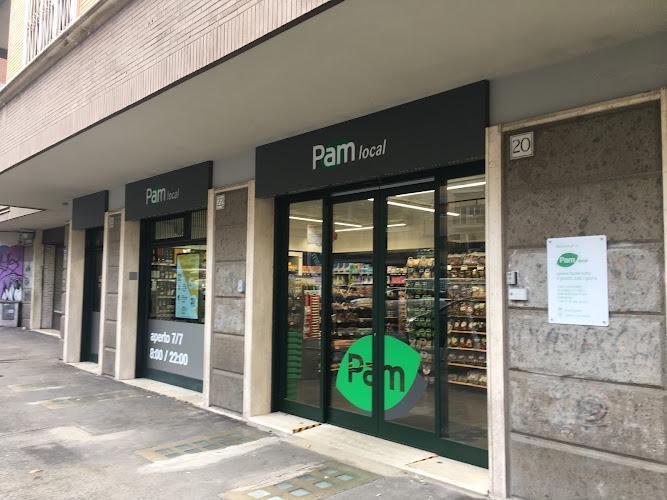 Pam local
Pam local
20
22
aperto 7/7
8:00 / 22:00
Pam
Pam local